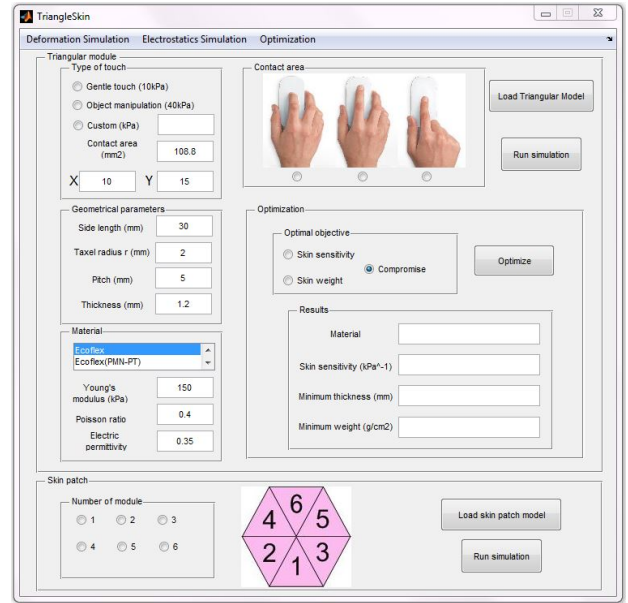 TriangleSkin
Deformation Simulation Electrostatics Simulation Optimization
Triangular module
Type of touch
Gentle touch (10kPa)
Object manipulation (40kPa)
Custom (kPa)
Contact area
(mm2)
108.8
X 10 Y 15
Contact area
Load Triangular Model
Run simulation
Geometrical parameters
Side length (mm) 30
Taxel radius r (mm) 2
Pitch (mm) 5
Thickness (mm) 1.2
Material
Ecoflex
Ecoflex(PMN-PT)
Young's
modulus (kPa)
150
Poisson ratio 0.4
Electric
permittivity
0.35
Optimization
Optimal objective
Skin sensitivity
Compromise
Skin weight
Optimize
Results
Material
Skin sensitivity (kPa^-1)
Minimum thickness (mm)
Minimum weight (g/cm2)
Skin patch
Number of module
1 2 3
4 5 6
4 6 5
2 1 3
Load skin patch model
Run simulation